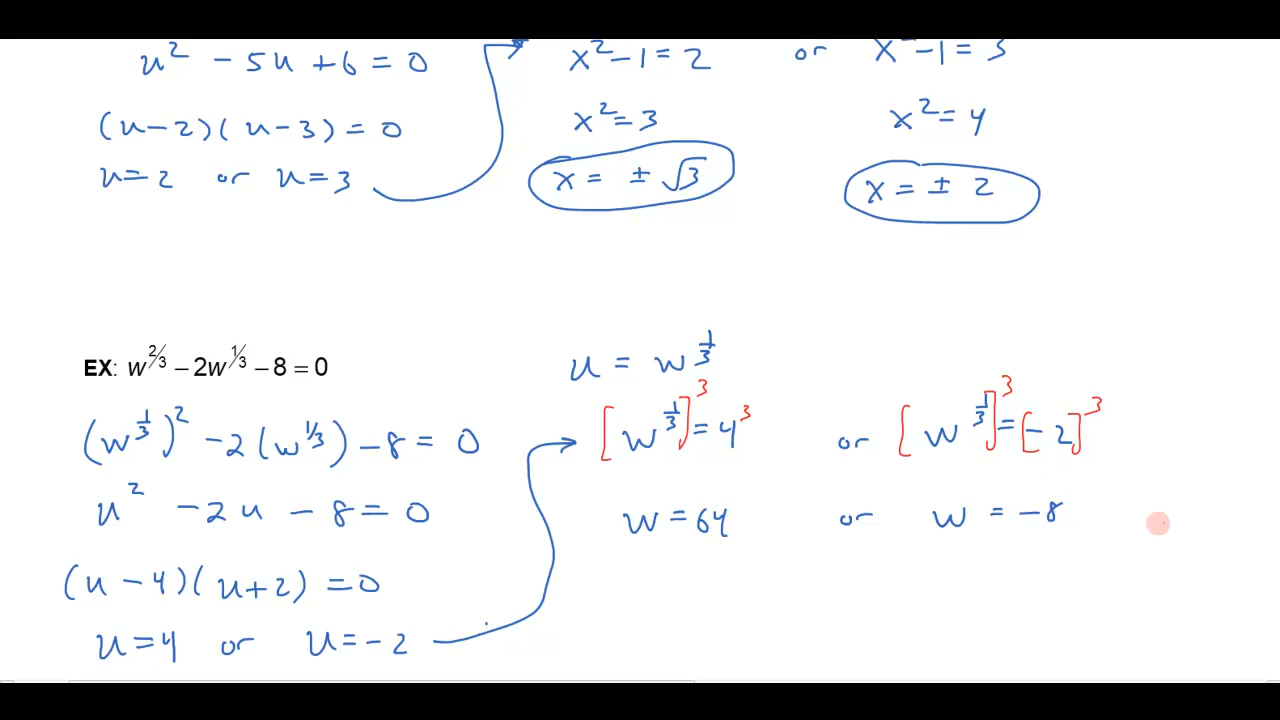 u² - 5u + 6 = 0
x² - 1 = 2 or x² - 1 = 3
(u - 2)(u - 3) = 0
x² = 3
x² = 4
u = 2 or u = 3
x = ± √3
x = ± 2
EX: w^(2/3) - 2w^(1/3) - 8 = 0
u = w^(1/3)
(w^(1/3))² - 2(w^(1/3)) - 8 = 0
[w^(1/3)]³ = 4³ or [w^(1/3)]³ = [-2]³
u² - 2u - 8 = 0
w = 64 or w = -8
(u - 4)(u + 2) = 0
u = 4 or u = -2